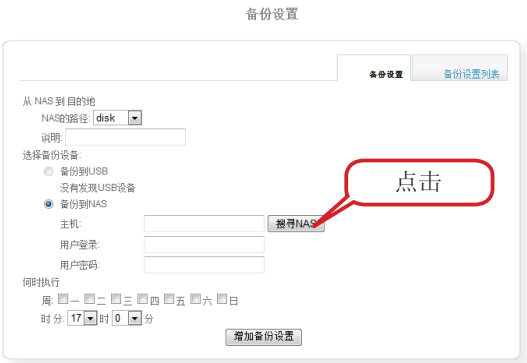 备份设置
备份设置 备份设置列表
从 NAS 到 目的地
NAS的路径: disk
说明:
选择备份设备:
备份到USB
没有发现USB设备
备份到NAS
点击
主机: 搜寻NAS
用户登录:
用户密码:
何时执行
周: 一 二 三 四 五 六 日
时 分: 17 时 0 分
增加备份设置